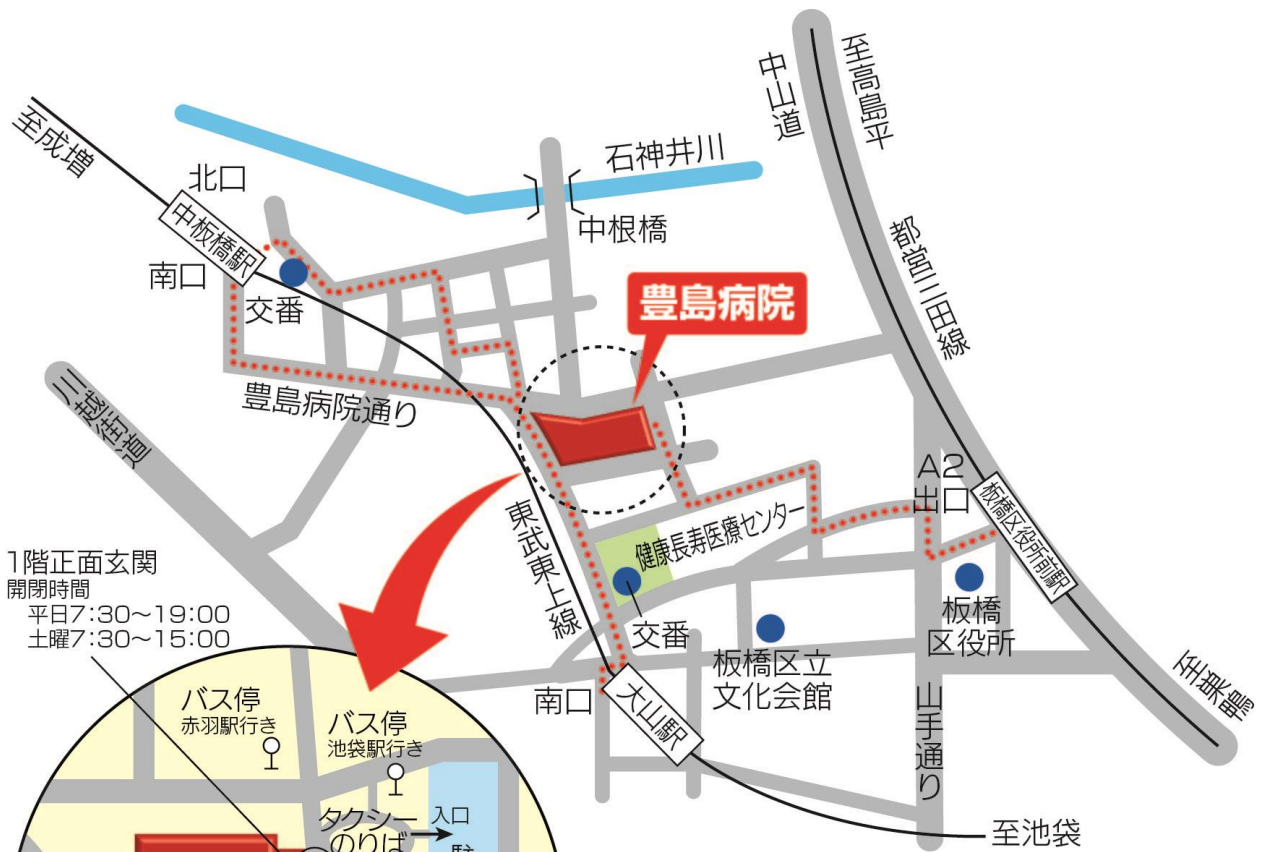 至成増
北口
中板橋駅
南口
交番
石神井川
中根橋
中山道
至高島平
都営三田線
豊島病院
豊島病院通り
川越街道
東武東上線
健康長寿医療センター
交番
A2
出口
板橋区役所前駅
板橋
区役所
板橋区立
文化会館
南口
大山駅
山手通り
至巣鴨
至池袋
1階正面玄関
開閉時間
平日7:30〜19:00
土曜7:30〜15:00
バス停
赤羽駅行き
バス停
池袋駅行き
タクシー
のりば
入口